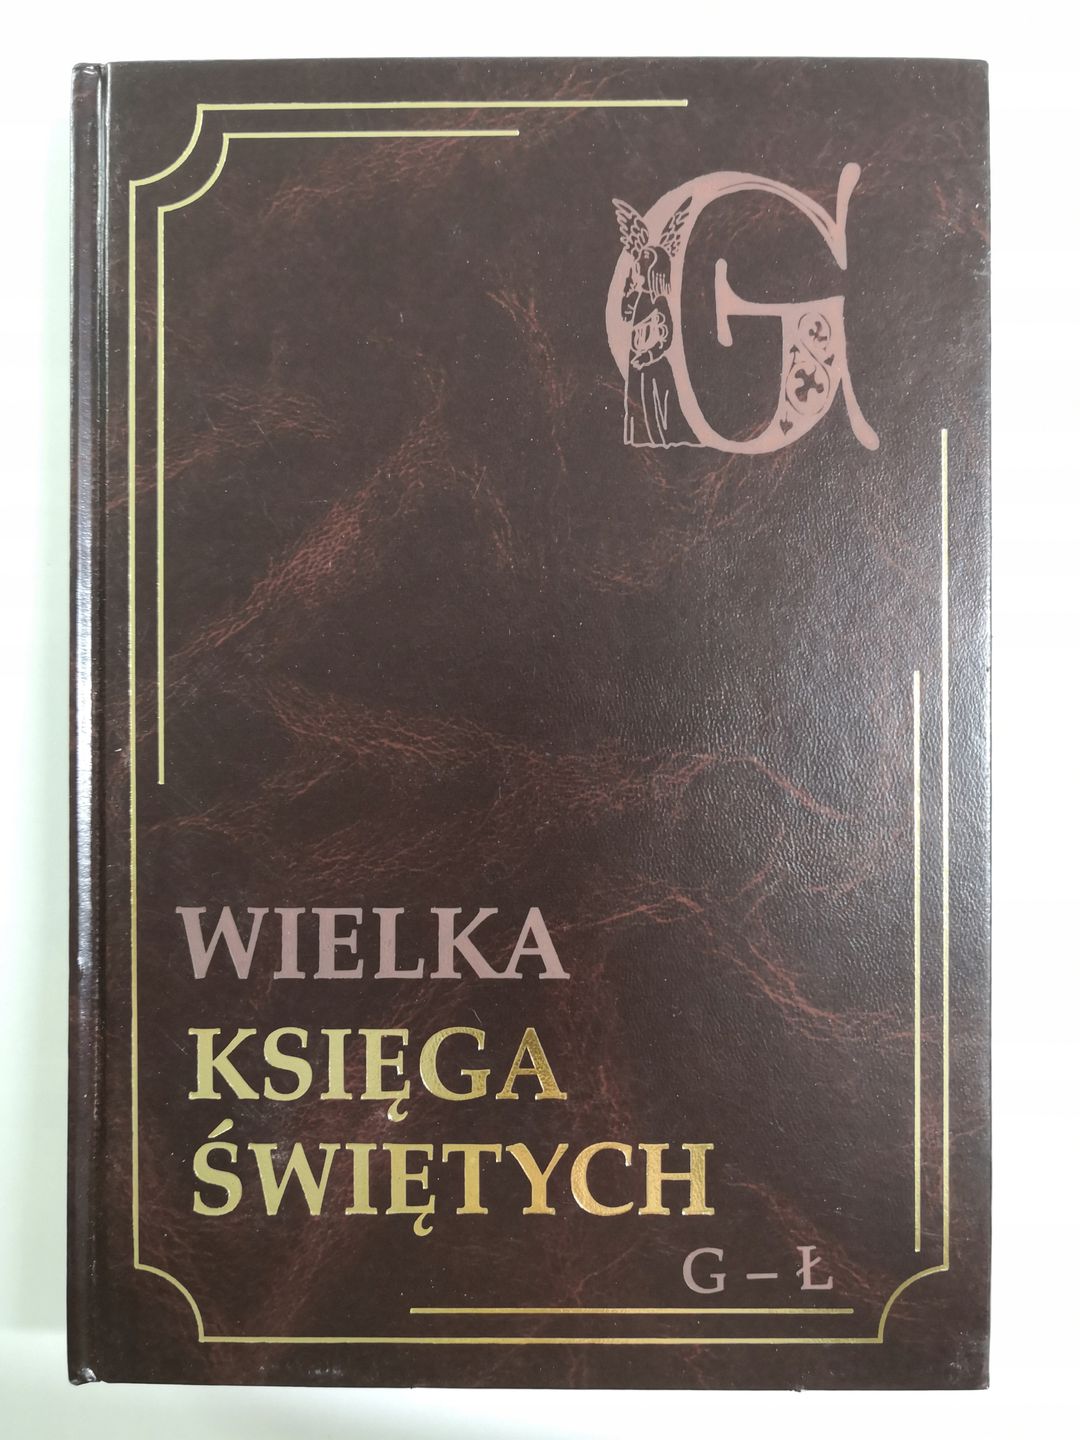 G
WIELKA
KSIĘGA
ŚWIĘTYCH
G – Ł